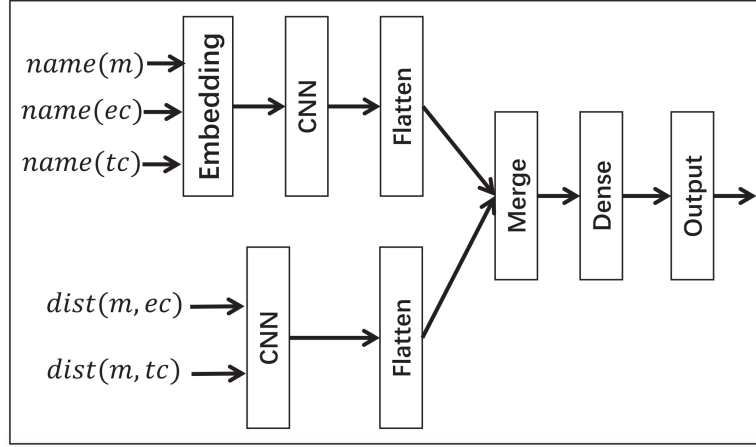 name(m)
name(ec)
name(tc)
Embedding
CNN
Flatten
dist(m, ec)
dist(m, tc)
CNN
Flatten
Merge
Dense
Output